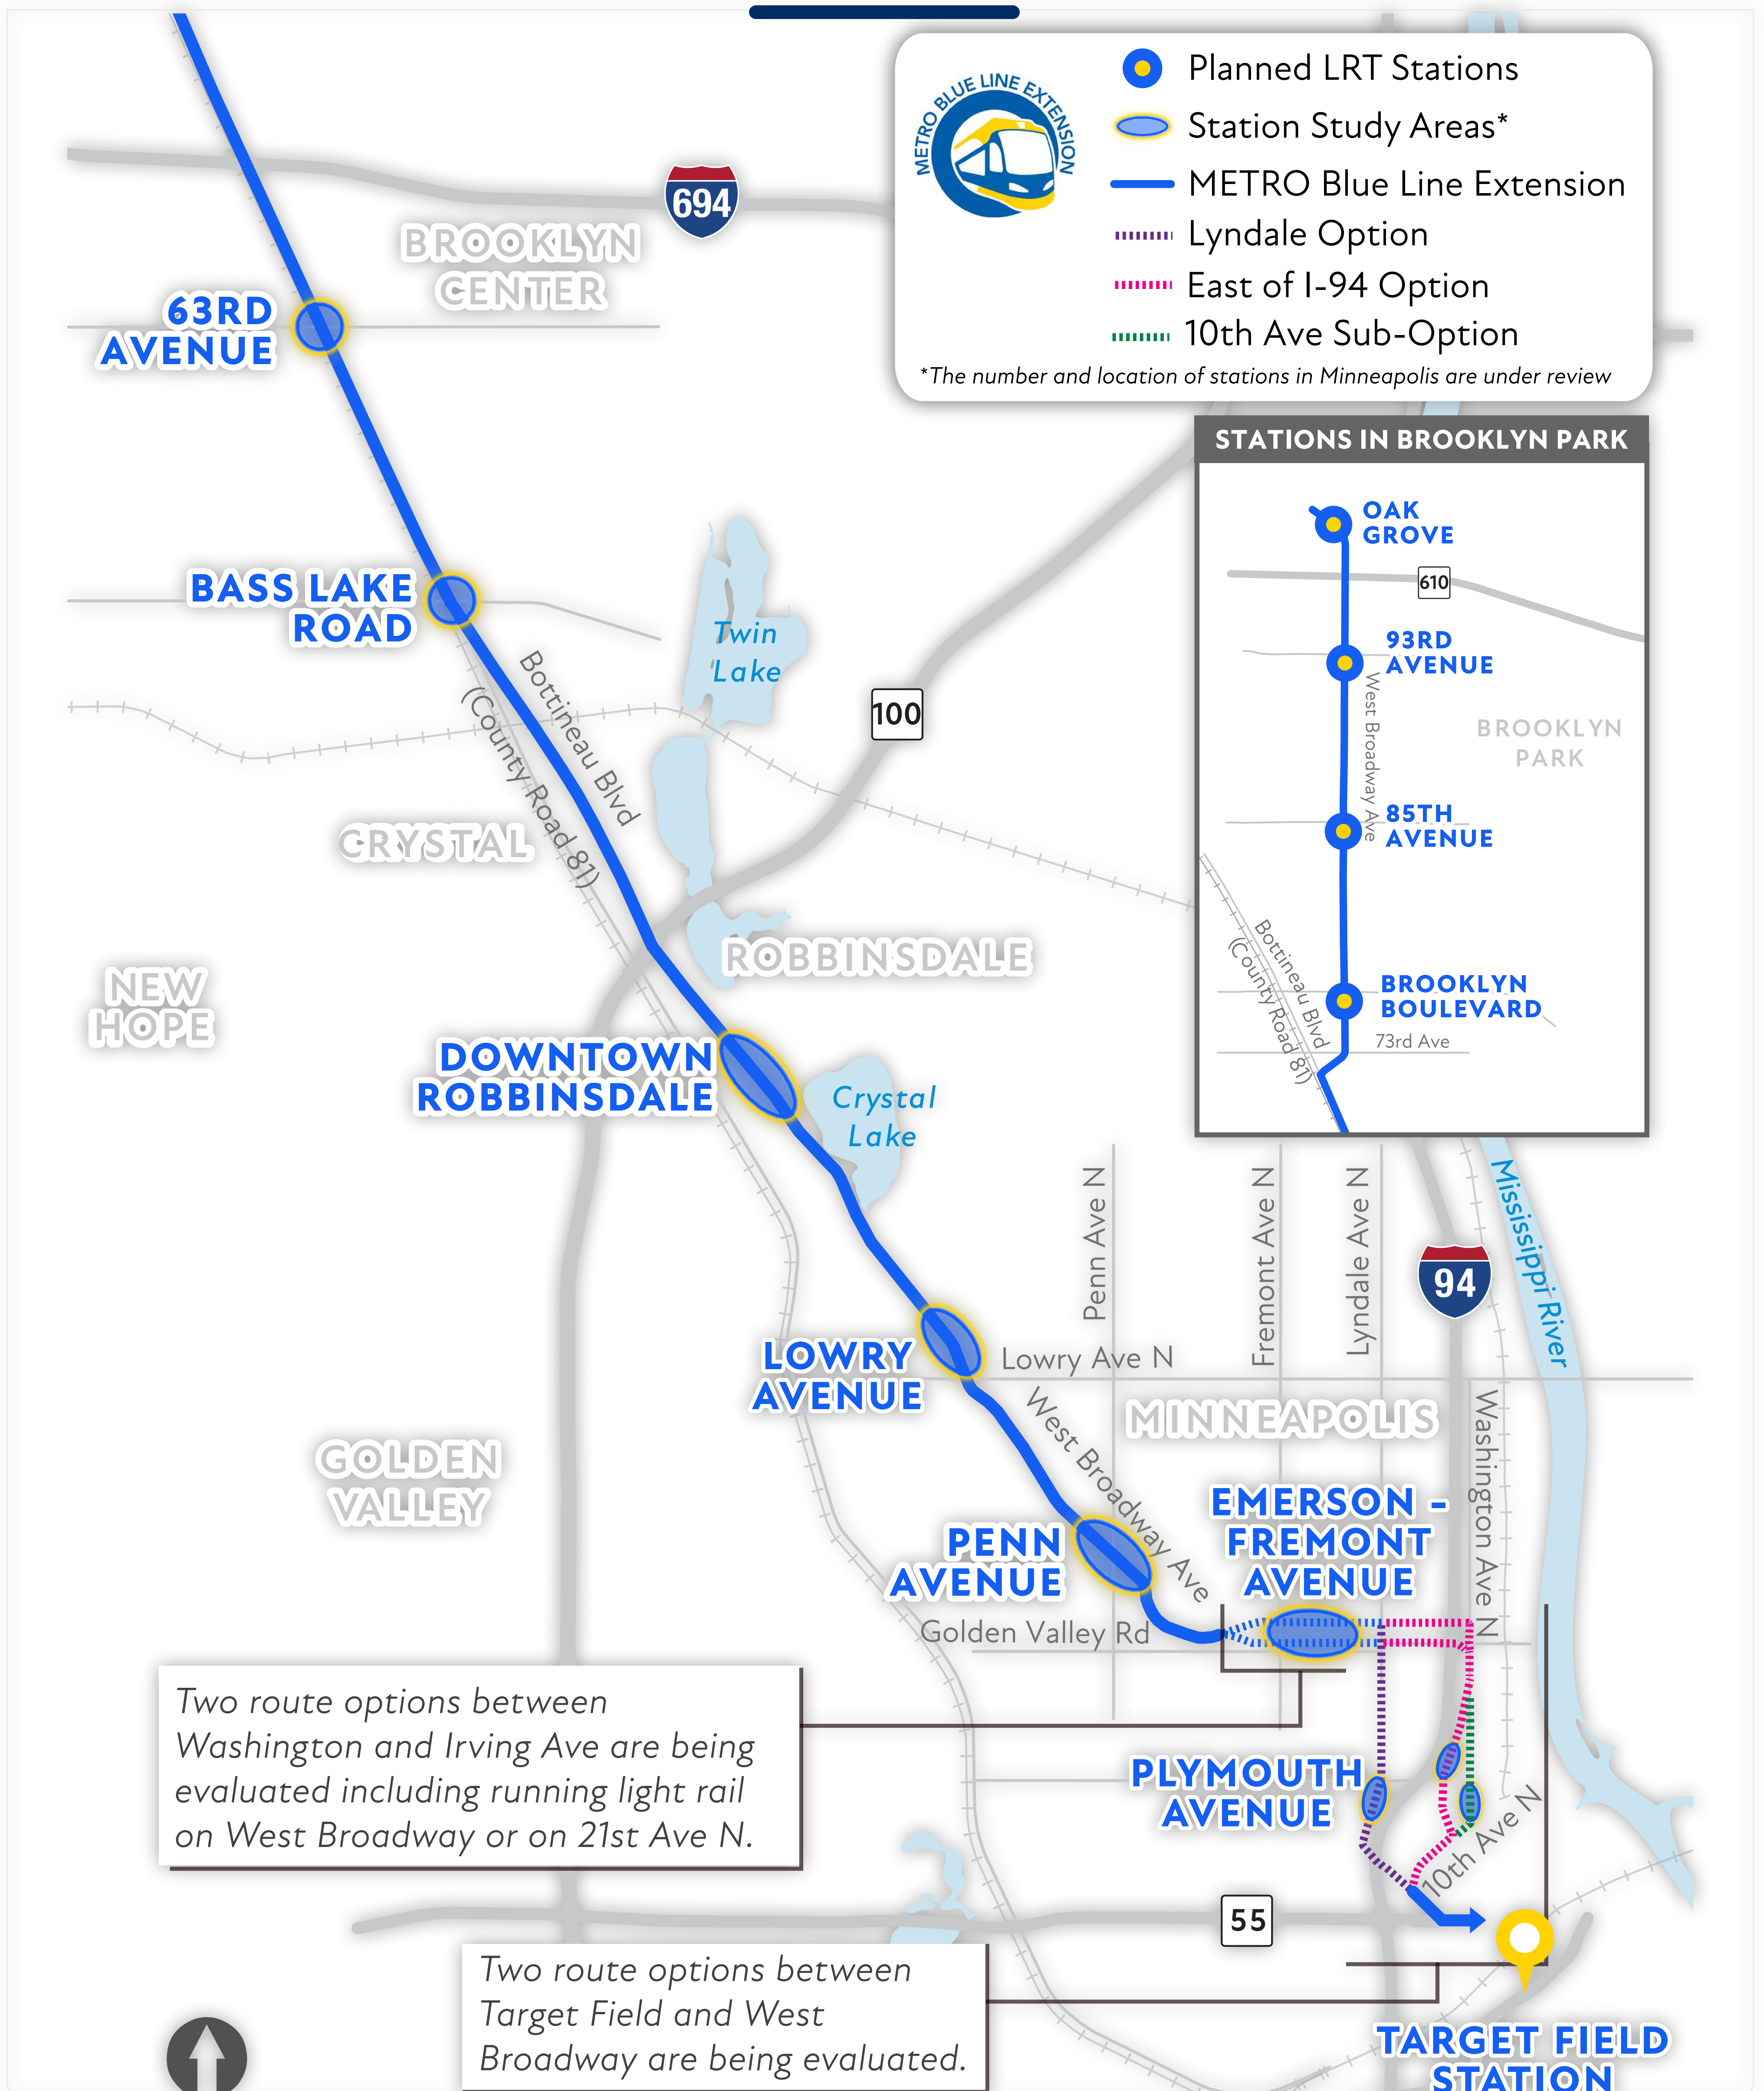 METRO BLUE LINE EXTENSION
Planned LRT Stations
Station Study Areas*
METRO Blue Line Extension
Lyndale Option
East of I-94 Option
10th Ave Sub-Option
*The number and location of stations in Minneapolis are under review
694
BROOKLYN
CENTER
63RD
AVENUE
STATIONS IN BROOKLYN PARK
OAK
GROVE
610
93RD
AVENUE
West Broadway Ave
BROOKLYN
PARK
85TH
AVENUE
BROOKLYN
BOULEVARD
73rd Ave
Bottineau Blvd
(County Road 81)
BASS LAKE
ROAD
Twin
Lake
100
Bottineau Blvd
(County Road 81)
CRYSTAL
ROBBINSDALE
NEW
HOPE
DOWNTOWN
ROBBINSDALE
Crystal
Lake
Penn Ave N
Fremont Ave N
Lyndale Ave N
94
Mississippi River
LOWRY
AVENUE
Lowry Ave N
MINNEAPOLIS
Washington Ave N
West Broadway Ave
GOLDEN
VALLEY
EMERSON -
FREMONT
AVENUE
PENN
AVENUE
Golden Valley Rd
Two route options between
Washington and Irving Ave are being
evaluated including running light rail
on West Broadway or on 21st Ave N.
PLYMOUTH
AVENUE
10th Ave N
55
Two route options between
Target Field and West
Broadway are being evaluated.
TARGET FIELD
STATION